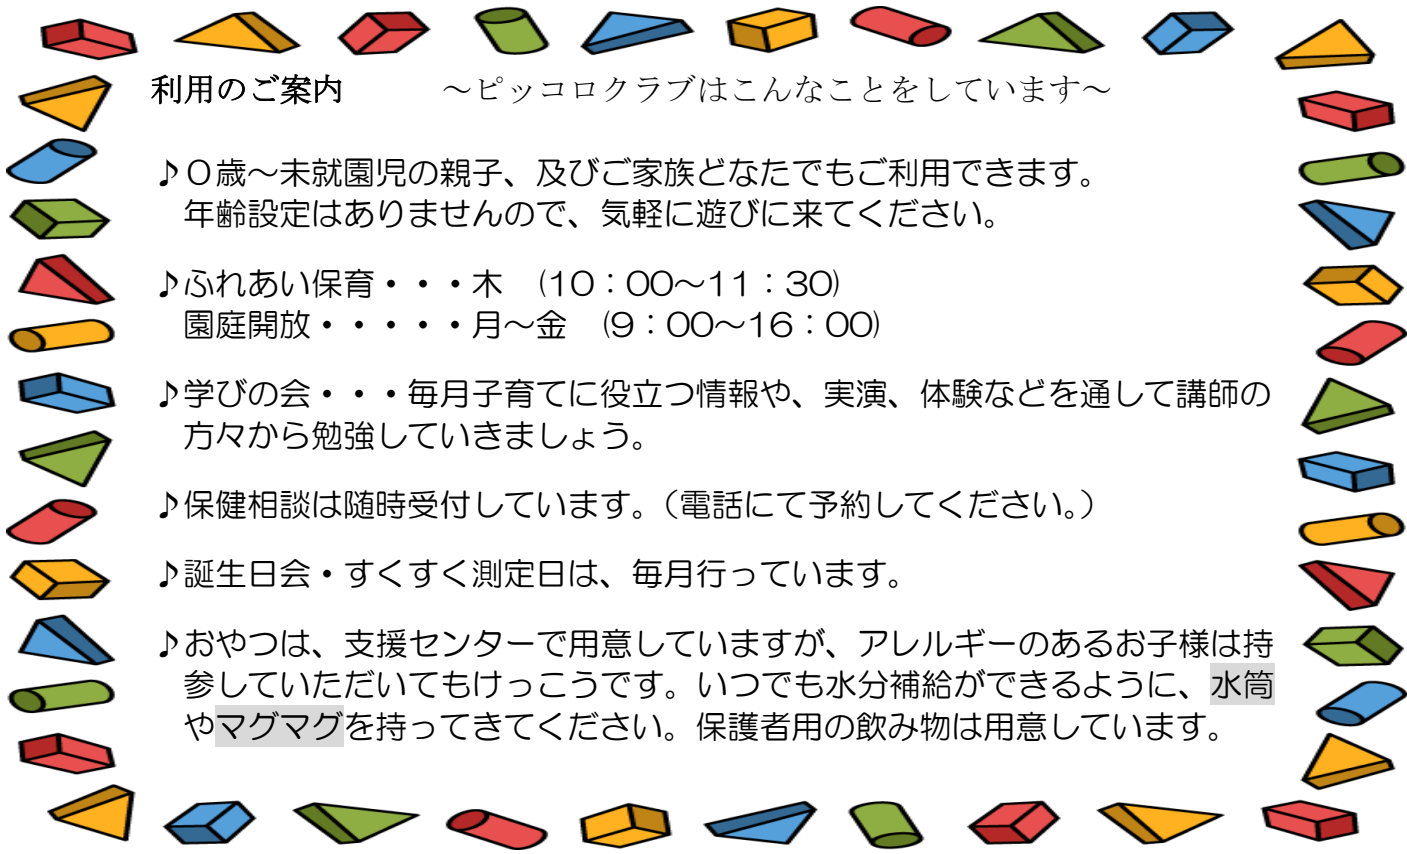 利用のご案内　　　～ピッコロクラブはこんなことをしています～
♪０歳～未就園児の親子、及びご家族どなたでもご利用できます。
年齢設定はありませんので、気軽に遊びに来てください。
♪ふれあい保育・・・木　(10：00～11：30)
園庭開放・・・・・月～金　(9：00～16：00)
♪学びの会・・・毎月子育てに役立つ情報や、実演、体験などを通して講師の
方々から勉強していきましょう。
♪保健相談は随時受付しています。（電話にて予約してください。）
♪誕生日会・すくすく測定日は、毎月行っています。
♪おやつは、支援センターで用意していますが、アレルギーのあるお子様は持
参していただいてもけっこうです。いつでも水分補給ができるように、水筒
やマグマグを持ってきてください。保護者用の飲み物は用意しています。